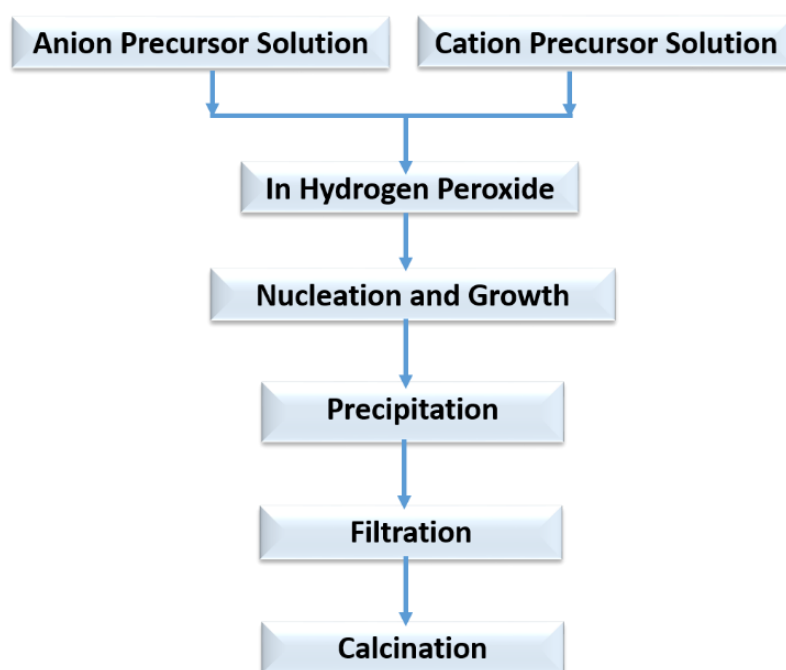 Anion Precursor Solution
Cation Precursor Solution
In Hydrogen Peroxide
Nucleation and Growth
Precipitation
Filtration
Calcination